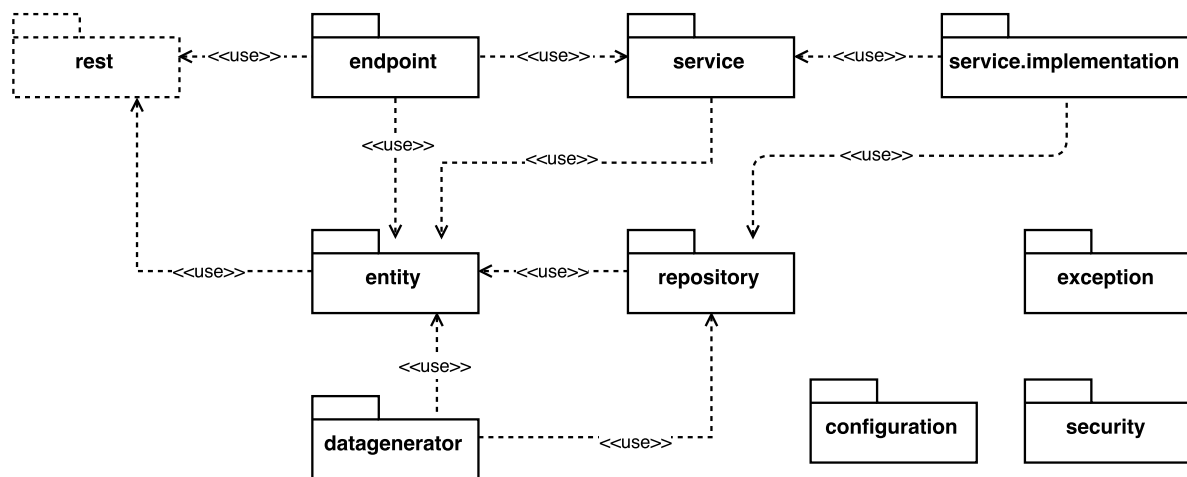 rest
<<use>>
endpoint
<<use>>
service
<<use>>
service.implementation
<<use>>
<<use>>
<<use>>
<<use>>
entity
<<use>>
repository
exception
<<use>>
datagenerator
<<use>>
configuration
security